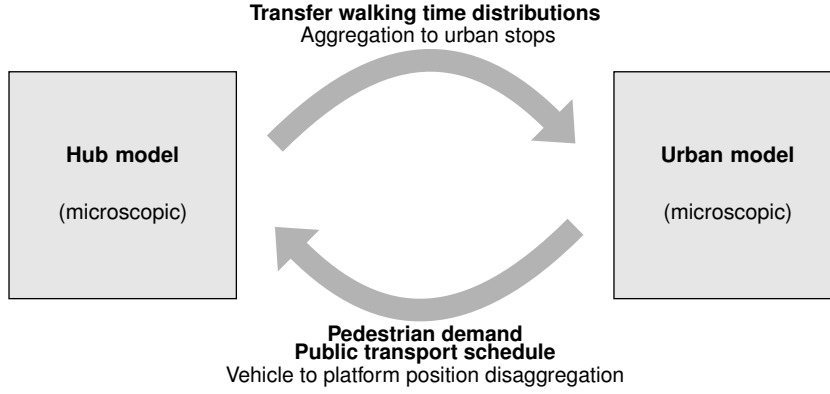 Transfer walking time distributions
Aggregation to urban stops
Hub model
(microscopic)
Urban model
(microscopic)
Pedestrian demand
Public transport schedule
Vehicle to platform position disaggregation